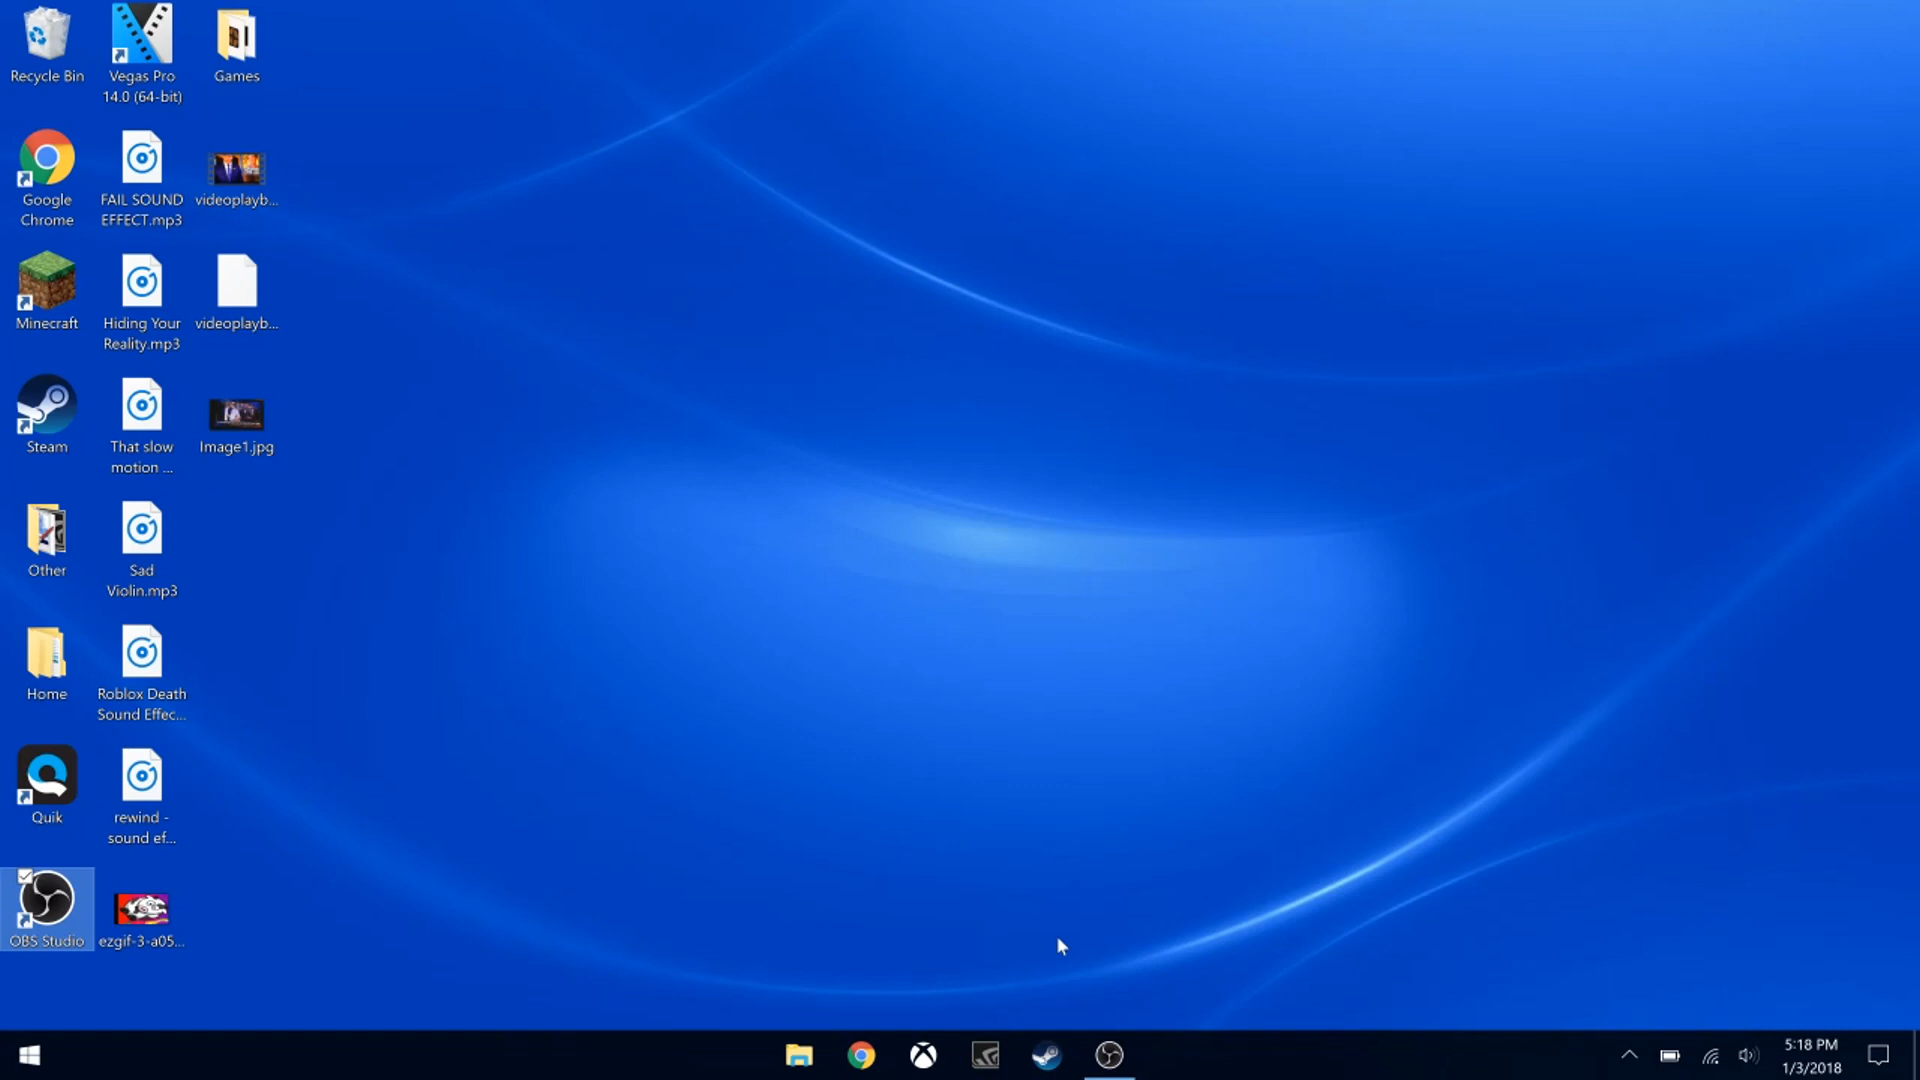 Recycle Bin
Vegas Pro
14.0 (64-bit)
Games
Google
Chrome
FAIL SOUND
EFFECT.mp3
videoplayb...
Minecraft
Hiding Your
Reality.mp3
videoplayb...
Steam
That slow
motion ...
Image1.jpg
Other
Sad
Violin.mp3
Home
Roblox Death
Sound Effec...
Quik
rewind -
sound ef...
OBS Studio
ezgif-3-a05...
5:18 PM
1/3/2018